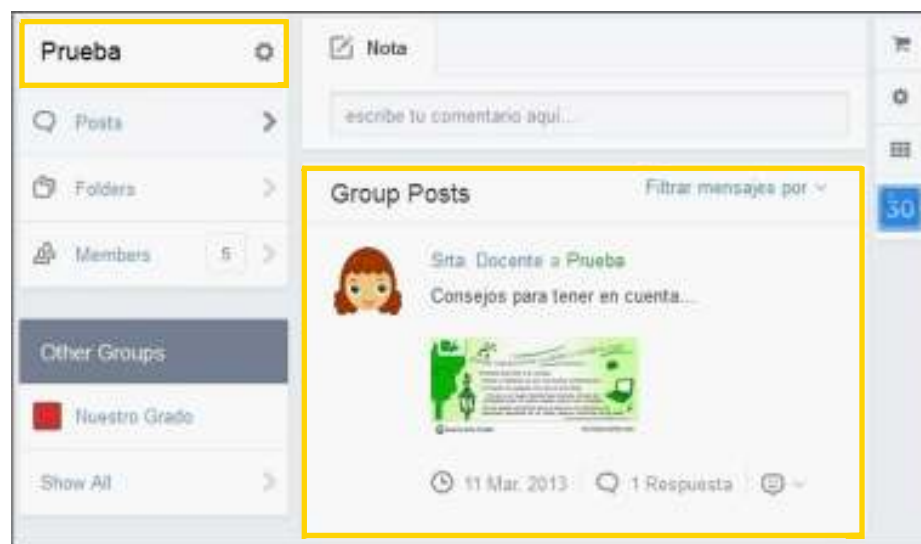 Prueba
Posts
Folders
Members 5
Other Groups
Nuestro Grado
Show All
Nota
escribe tu comentario aquí....
Group Posts
Filtrar mensajes por
Srta. Docente a Prueba
Consejos para tener en cuenta...
11 Mar. 2013
1 Respuesta
30